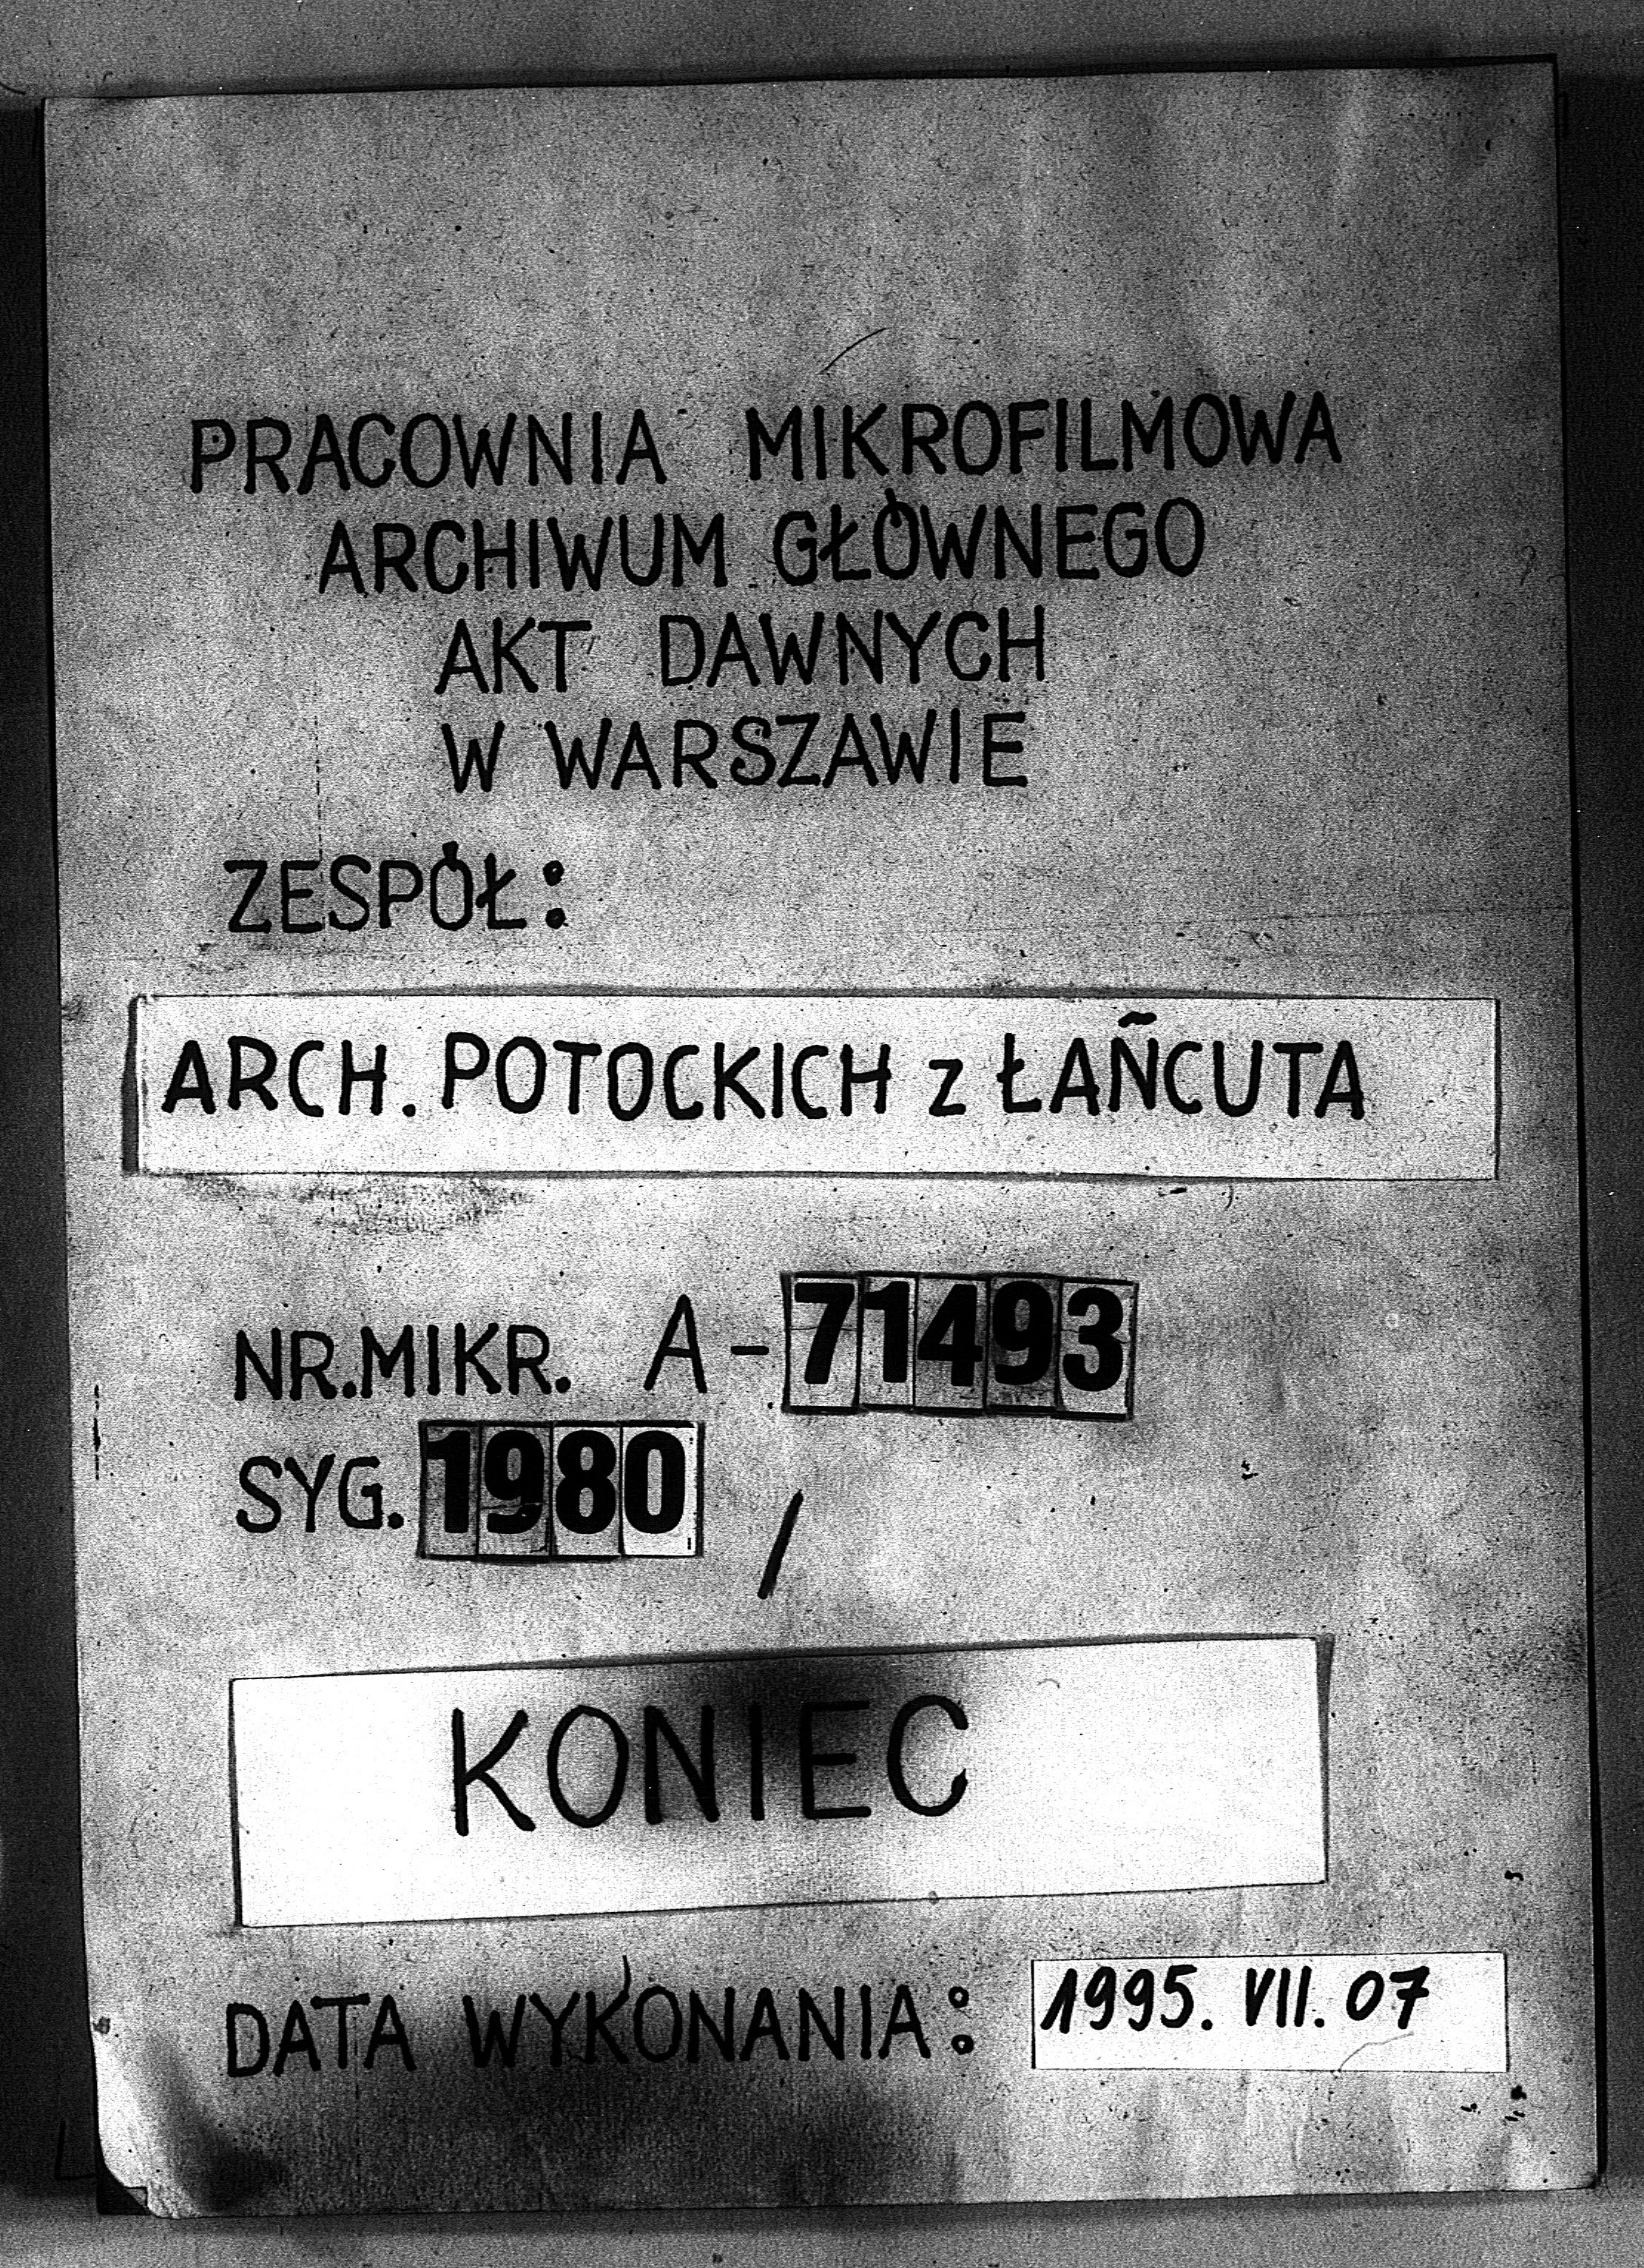 PRACOWNIA MIKROFILMOWA
ARCHIWUM GŁÓWNEGO
AKT DAWNYCH
W WARSZAWIE
ZESPÓŁ:
ARCH. POTOCKICH z ŁAŃCUTA
NR.MIKR. A-71493
SYG. 1980 /
KONIEC
DATA WYKONANIA: 1995. VII. 07